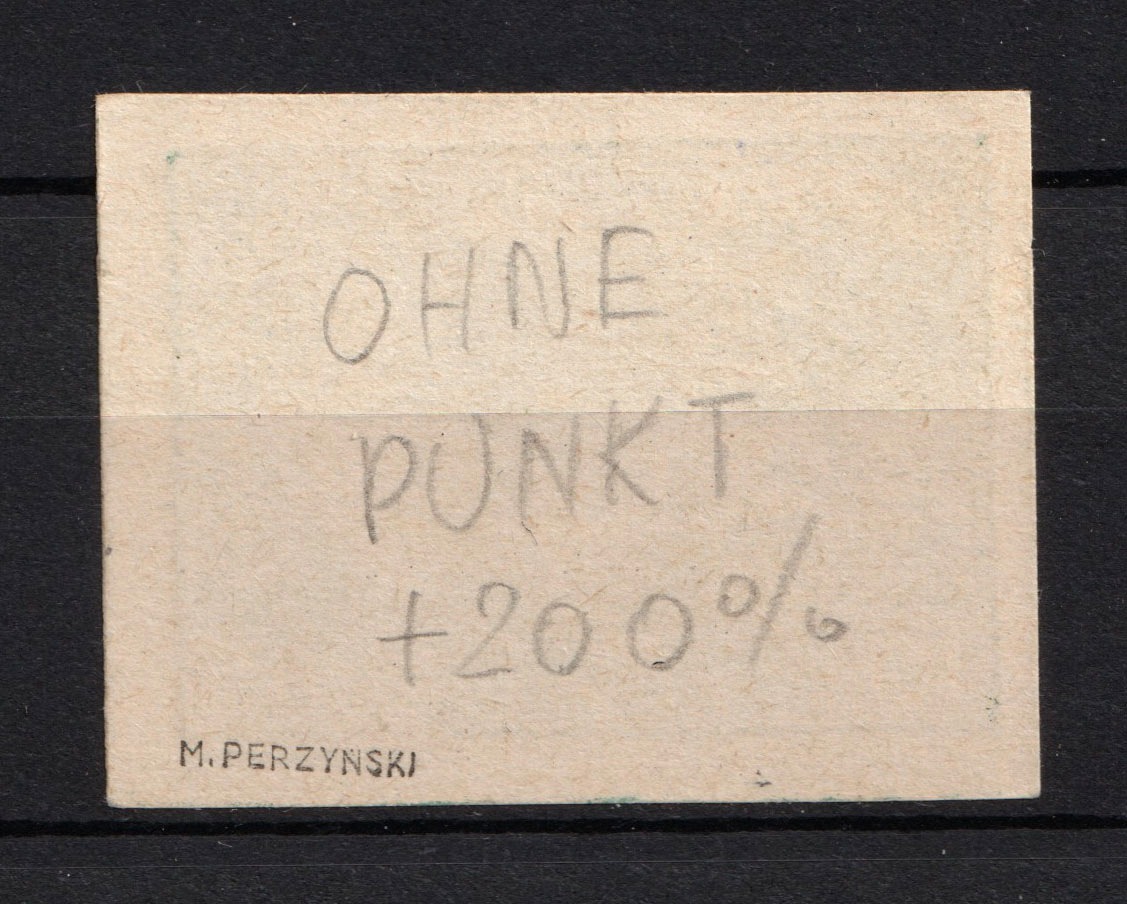 OHNE
PUNKT
+200%
M. PERZYNSKI